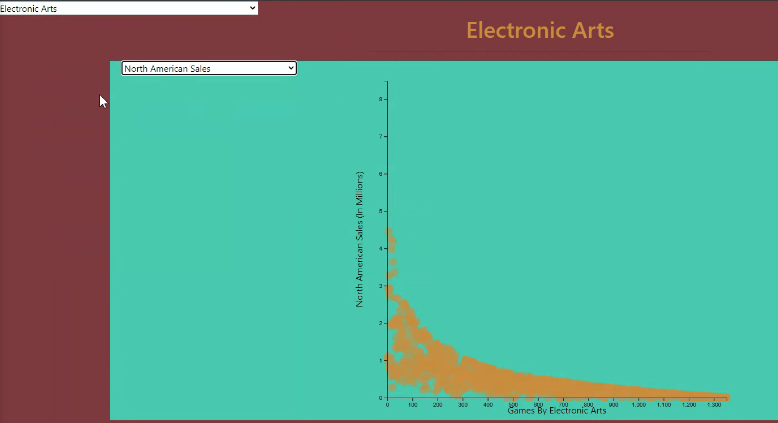 Electronic Arts
Electronic Arts
North American Sales
North American Sales (In Millions)
8
7
6
5
4
3
2
1
0
0 100 200 300 400 500 600 700 800 900 1,000 1,100 1,200 1,300
Games By Electronic Arts